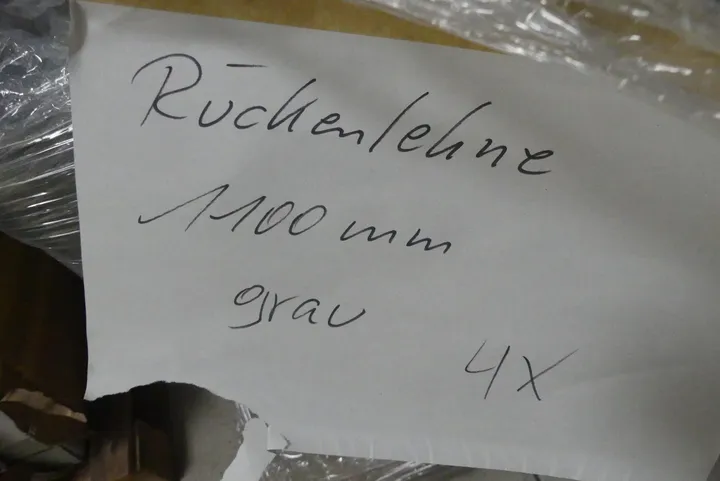 Rückenlehne
1100 mm
grau
4x